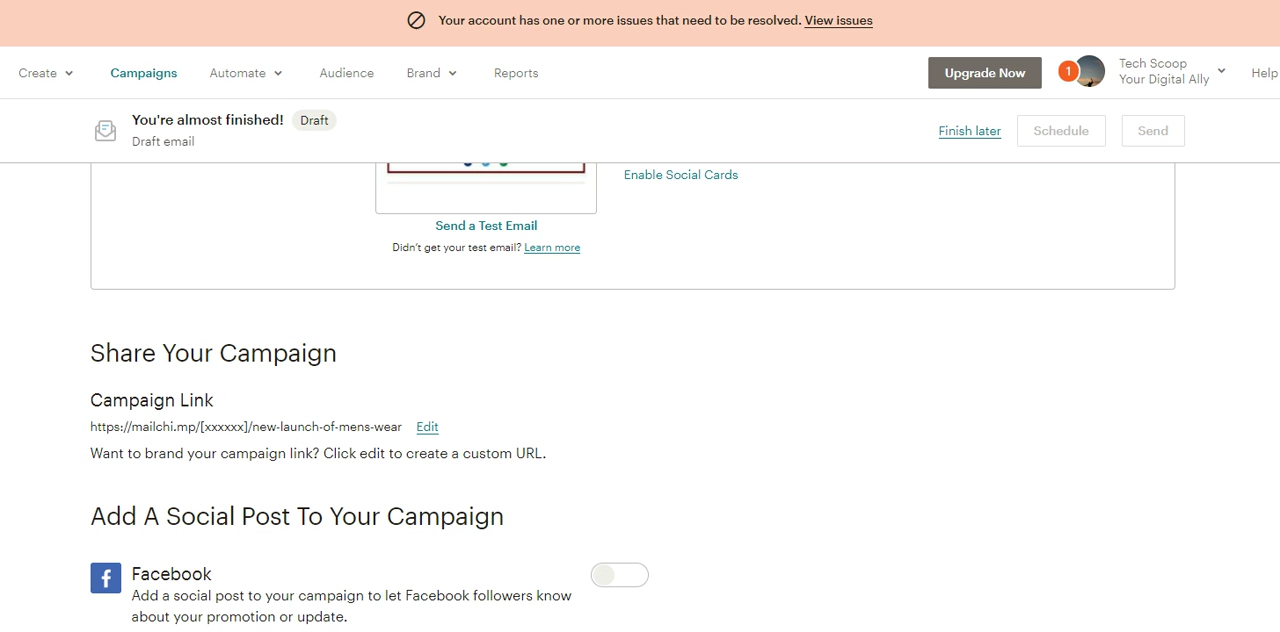 Your account has one or more issues that need to be resolved. View issues
Create Campaigns Automate Audience Brand Reports Upgrade Now 1 Tech Scoop Your Digital Ally Help
You're almost finished! Draft
Draft email
Finish later Schedule Send
Enable Social Cards
Send a Test Email
Didn't get your test email? Learn more
Share Your Campaign
Campaign Link
https://mailchi.mp/[xxxxxx]/new-launch-of-mens-wear Edit
Want to brand your campaign link? Click edit to create a custom URL.
Add A Social Post To Your Campaign
f Facebook
Add a social post to your campaign to let Facebook followers know
about your promotion or update.